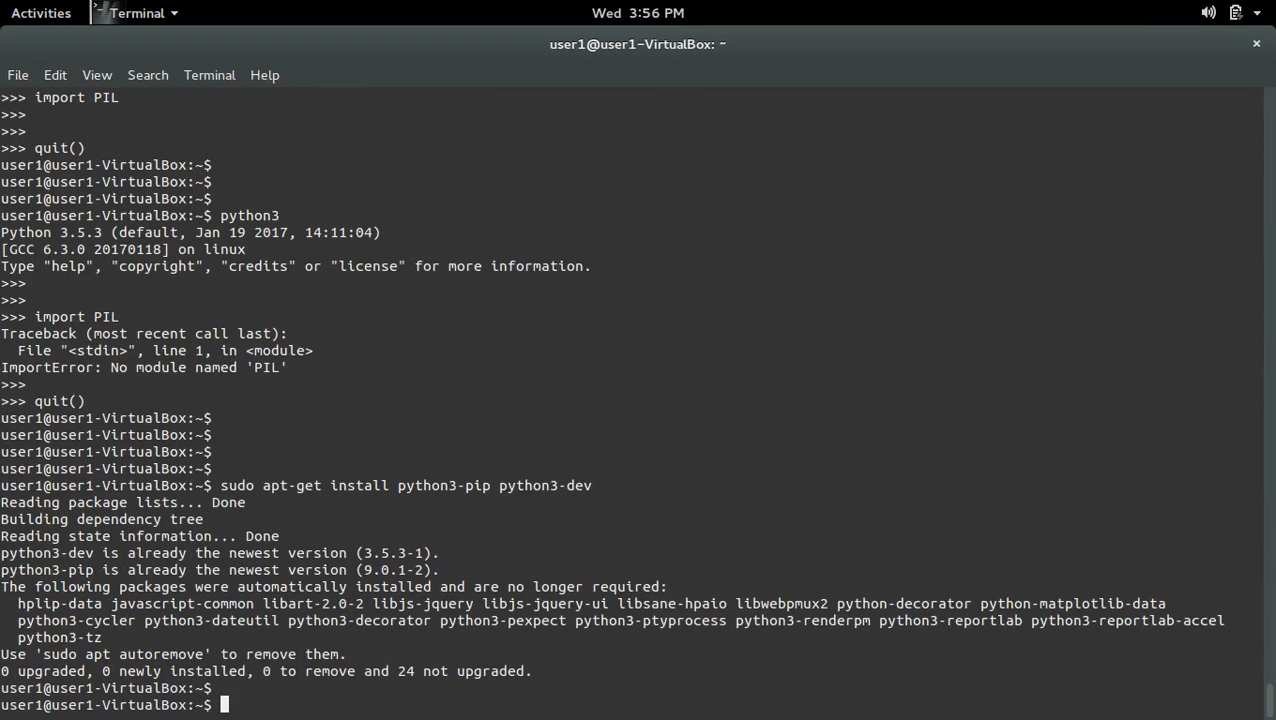 Activities Terminal Wed 3:56 PM
user1@user1-VirtualBox: ~ ×
File Edit View Search Terminal Help
>>> import PIL
>>>
>>>
>>> quit()
user1@user1-VirtualBox:~$
user1@user1-VirtualBox:~$
user1@user1-VirtualBox:~$
user1@user1-VirtualBox:~$ python3
Python 3.5.3 (default, Jan 19 2017, 14:11:04)
[GCC 6.3.0 20170118] on linux
Type "help", "copyright", "credits" or "license" for more information.
>>>
>>>
>>> import PIL
Traceback (most recent call last):
  File "<stdin>", line 1, in <module>
ImportError: No module named 'PIL'
>>>
>>> quit()
user1@user1-VirtualBox:~$
user1@user1-VirtualBox:~$
user1@user1-VirtualBox:~$
user1@user1-VirtualBox:~$
user1@user1-VirtualBox:~$ sudo apt-get install python3-pip python3-dev
Reading package lists... Done
Building dependency tree
Reading state information... Done
python3-dev is already the newest version (3.5.3-1).
python3-pip is already the newest version (9.0.1-2).
The following packages were automatically installed and are no longer required:
  hplip-data javascript-common libart-2.0-2 libjs-jquery libjs-jquery-ui libsane-hpaio libwebpmux2 python-decorator python-matplotlib-data
  python3-cycler python3-dateutil python3-decorator python3-pexpect python3-ptyprocess python3-renderpm python3-reportlab python3-reportlab-accel
  python3-tz
Use 'sudo apt autoremove' to remove them.
0 upgraded, 0 newly installed, 0 to remove and 24 not upgraded.
user1@user1-VirtualBox:~$
user1@user1-VirtualBox:~$